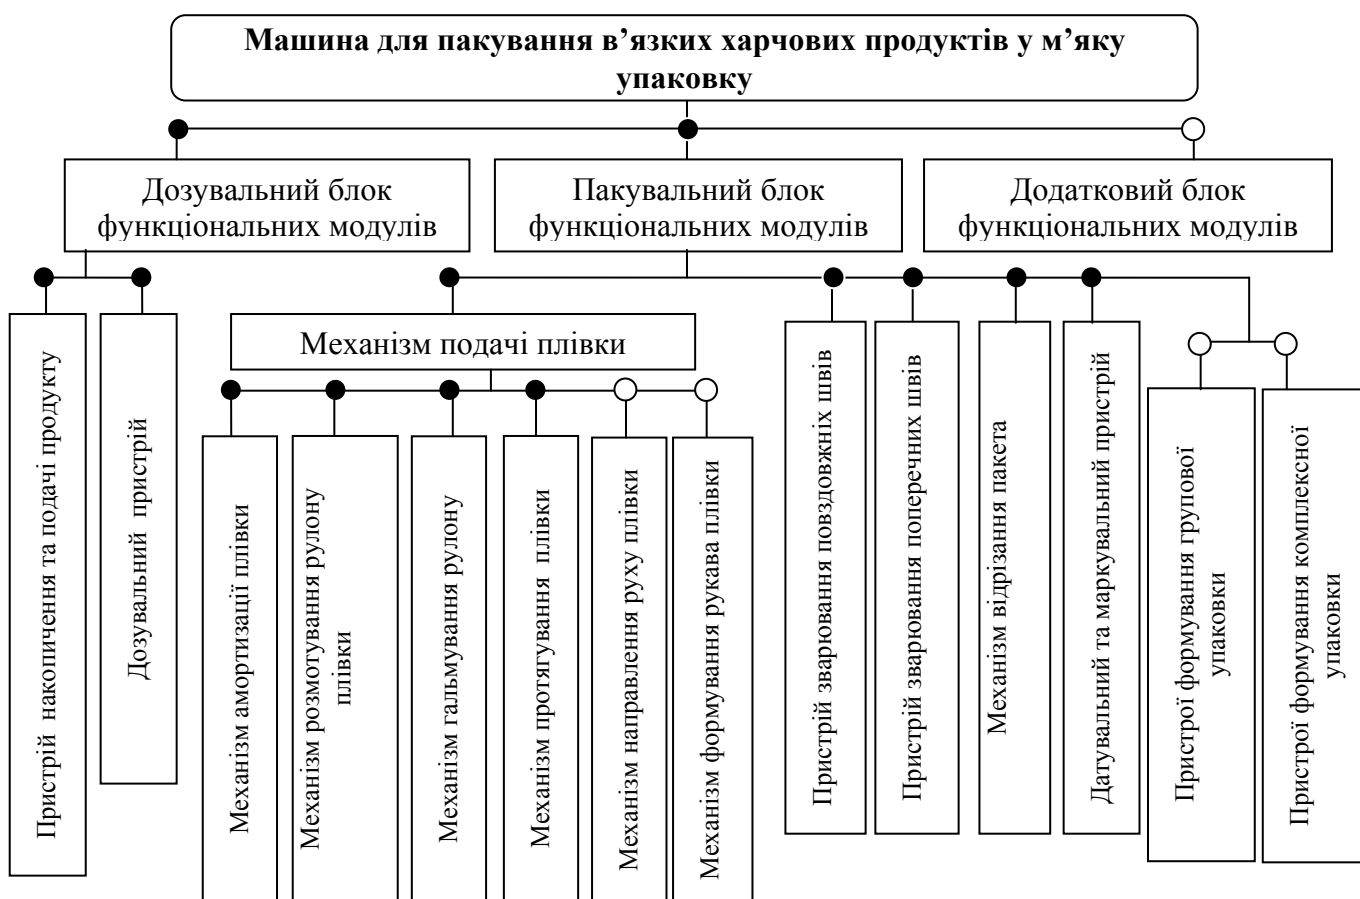 Машина для пакування в’язких харчових продуктів у м’яку
упаковку
Дозувальний блок
функціональних модулів
Пакувальний блок
функціональних модулів
Додатковий блок
функціональних модулів
Механізм подачі плівки
Пристрій накопичення та подачі продукту
Дозувальний пристрій
Механізм амортизації плівки
Механізм розмотування рулону
плівки
Механізм гальмування рулону
Механізм протягування плівки
Механізм направлення руху плівки
Механізм формування рукава плівки
Пристрій зварювання повздовжніх швів
Пристрій зварювання поперечних швів
Механізм відрізання пакета
Датувальний та маркувальний пристрій
Пристрої формування групової
упаковки
Пристрої формування комплексної
упаковки